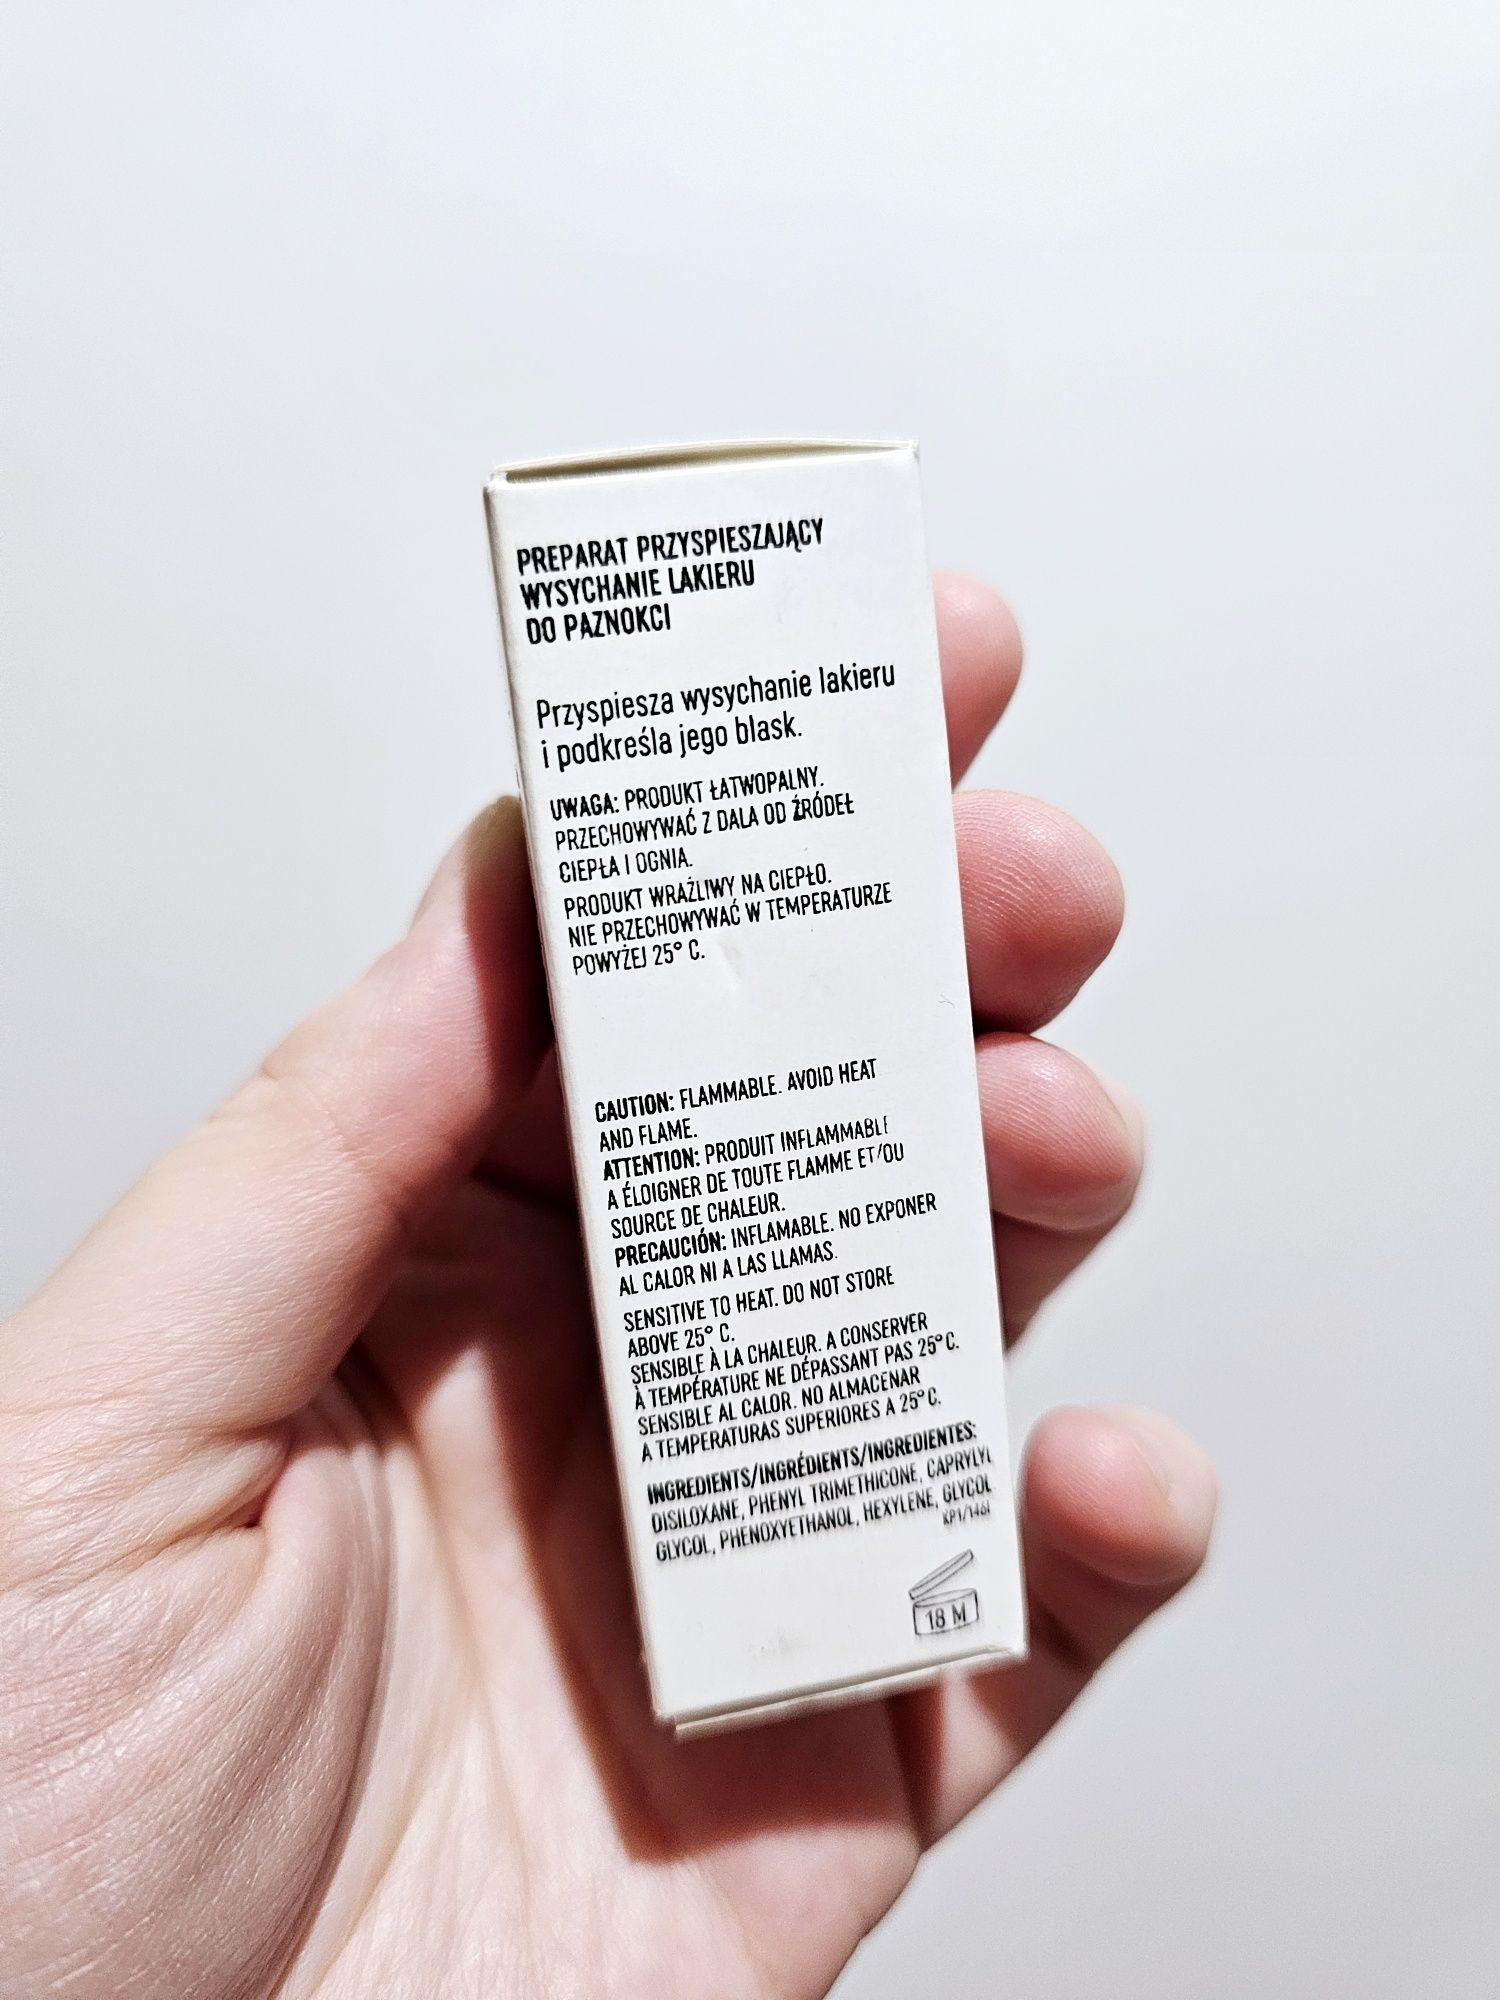 PREPARAT PRZYSPIESZAJĄCY
WYSYCHANIE LAKIERU
DO PAZNOKCI
Przyspiesza wysychanie lakieru
i podkreśla jego blask.
UWAGA: PRODUKT ŁATWOPALNY.
PRZECHOWYWAĆ Z DALA OD ŹRÓDEŁ
CIEPŁA I OGNIA.
PRODUKT WRAŻLIWY NA CIEPŁO.
NIE PRZECHOWYWAĆ W TEMPERATURZE
POWYŻEJ 25° C.
CAUTION: FLAMMABLE. AVOID HEAT
AND FLAME.
ATTENTION: PRODUIT INFLAMMABLE
A ÉLOIGNER DE TOUTE FLAMME ET/OU
SOURCE DE CHALEUR.
PRECAUCIÓN: INFLAMABLE. NO EXPONER
AL CALOR NI A LAS LLAMAS.
SENSITIVE TO HEAT. DO NOT STORE
ABOVE 25° C.
SENSIBLE À LA CHALEUR. A CONSERVER
À TEMPÉRATURE NE DÉPASSANT PAS 25° C.
SENSIBLE AL CALOR. NO ALMACENAR
A TEMPERATURAS SUPERIORES A 25° C.
INGREDIENTS/INGRÉDIENTS/INGREDIENTES:
DISILOXANE, PHENYL TRIMETHICONE, CAPRYLYL
GLYCOL, PHENOXYETHANOL, HEXYLENE, GLYCOL
18 M